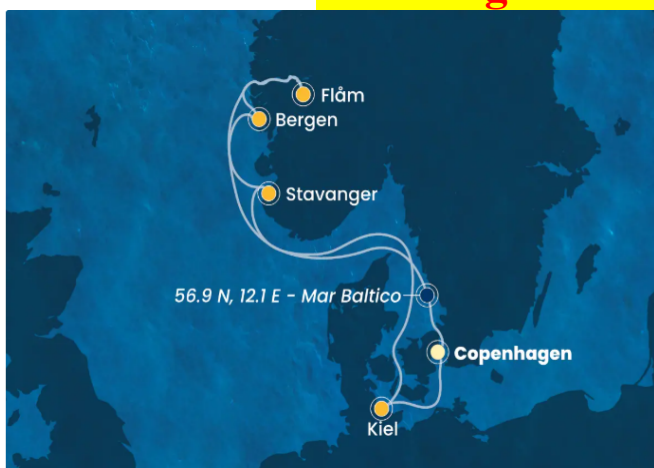 Flåm
Bergen
Stavanger
56.9 N, 12.1 E - Mar Baltico
Copenhagen
Kiel